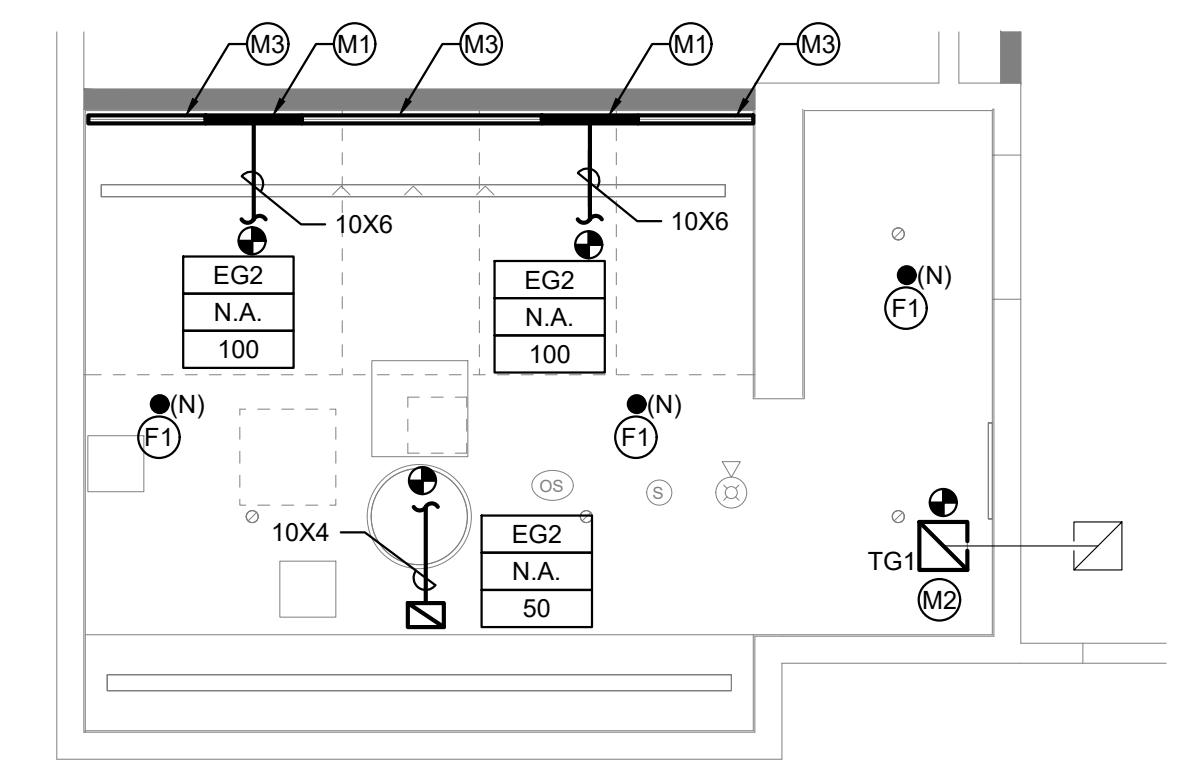 M3
M1
M3
M1
M3
10X6
10X6
EG2
N.A.
100
EG2
N.A.
100
(N)
F1
(N)
F1
(N)
F1
OS
S
10X4
EG2
N.A.
50
TG1
M2